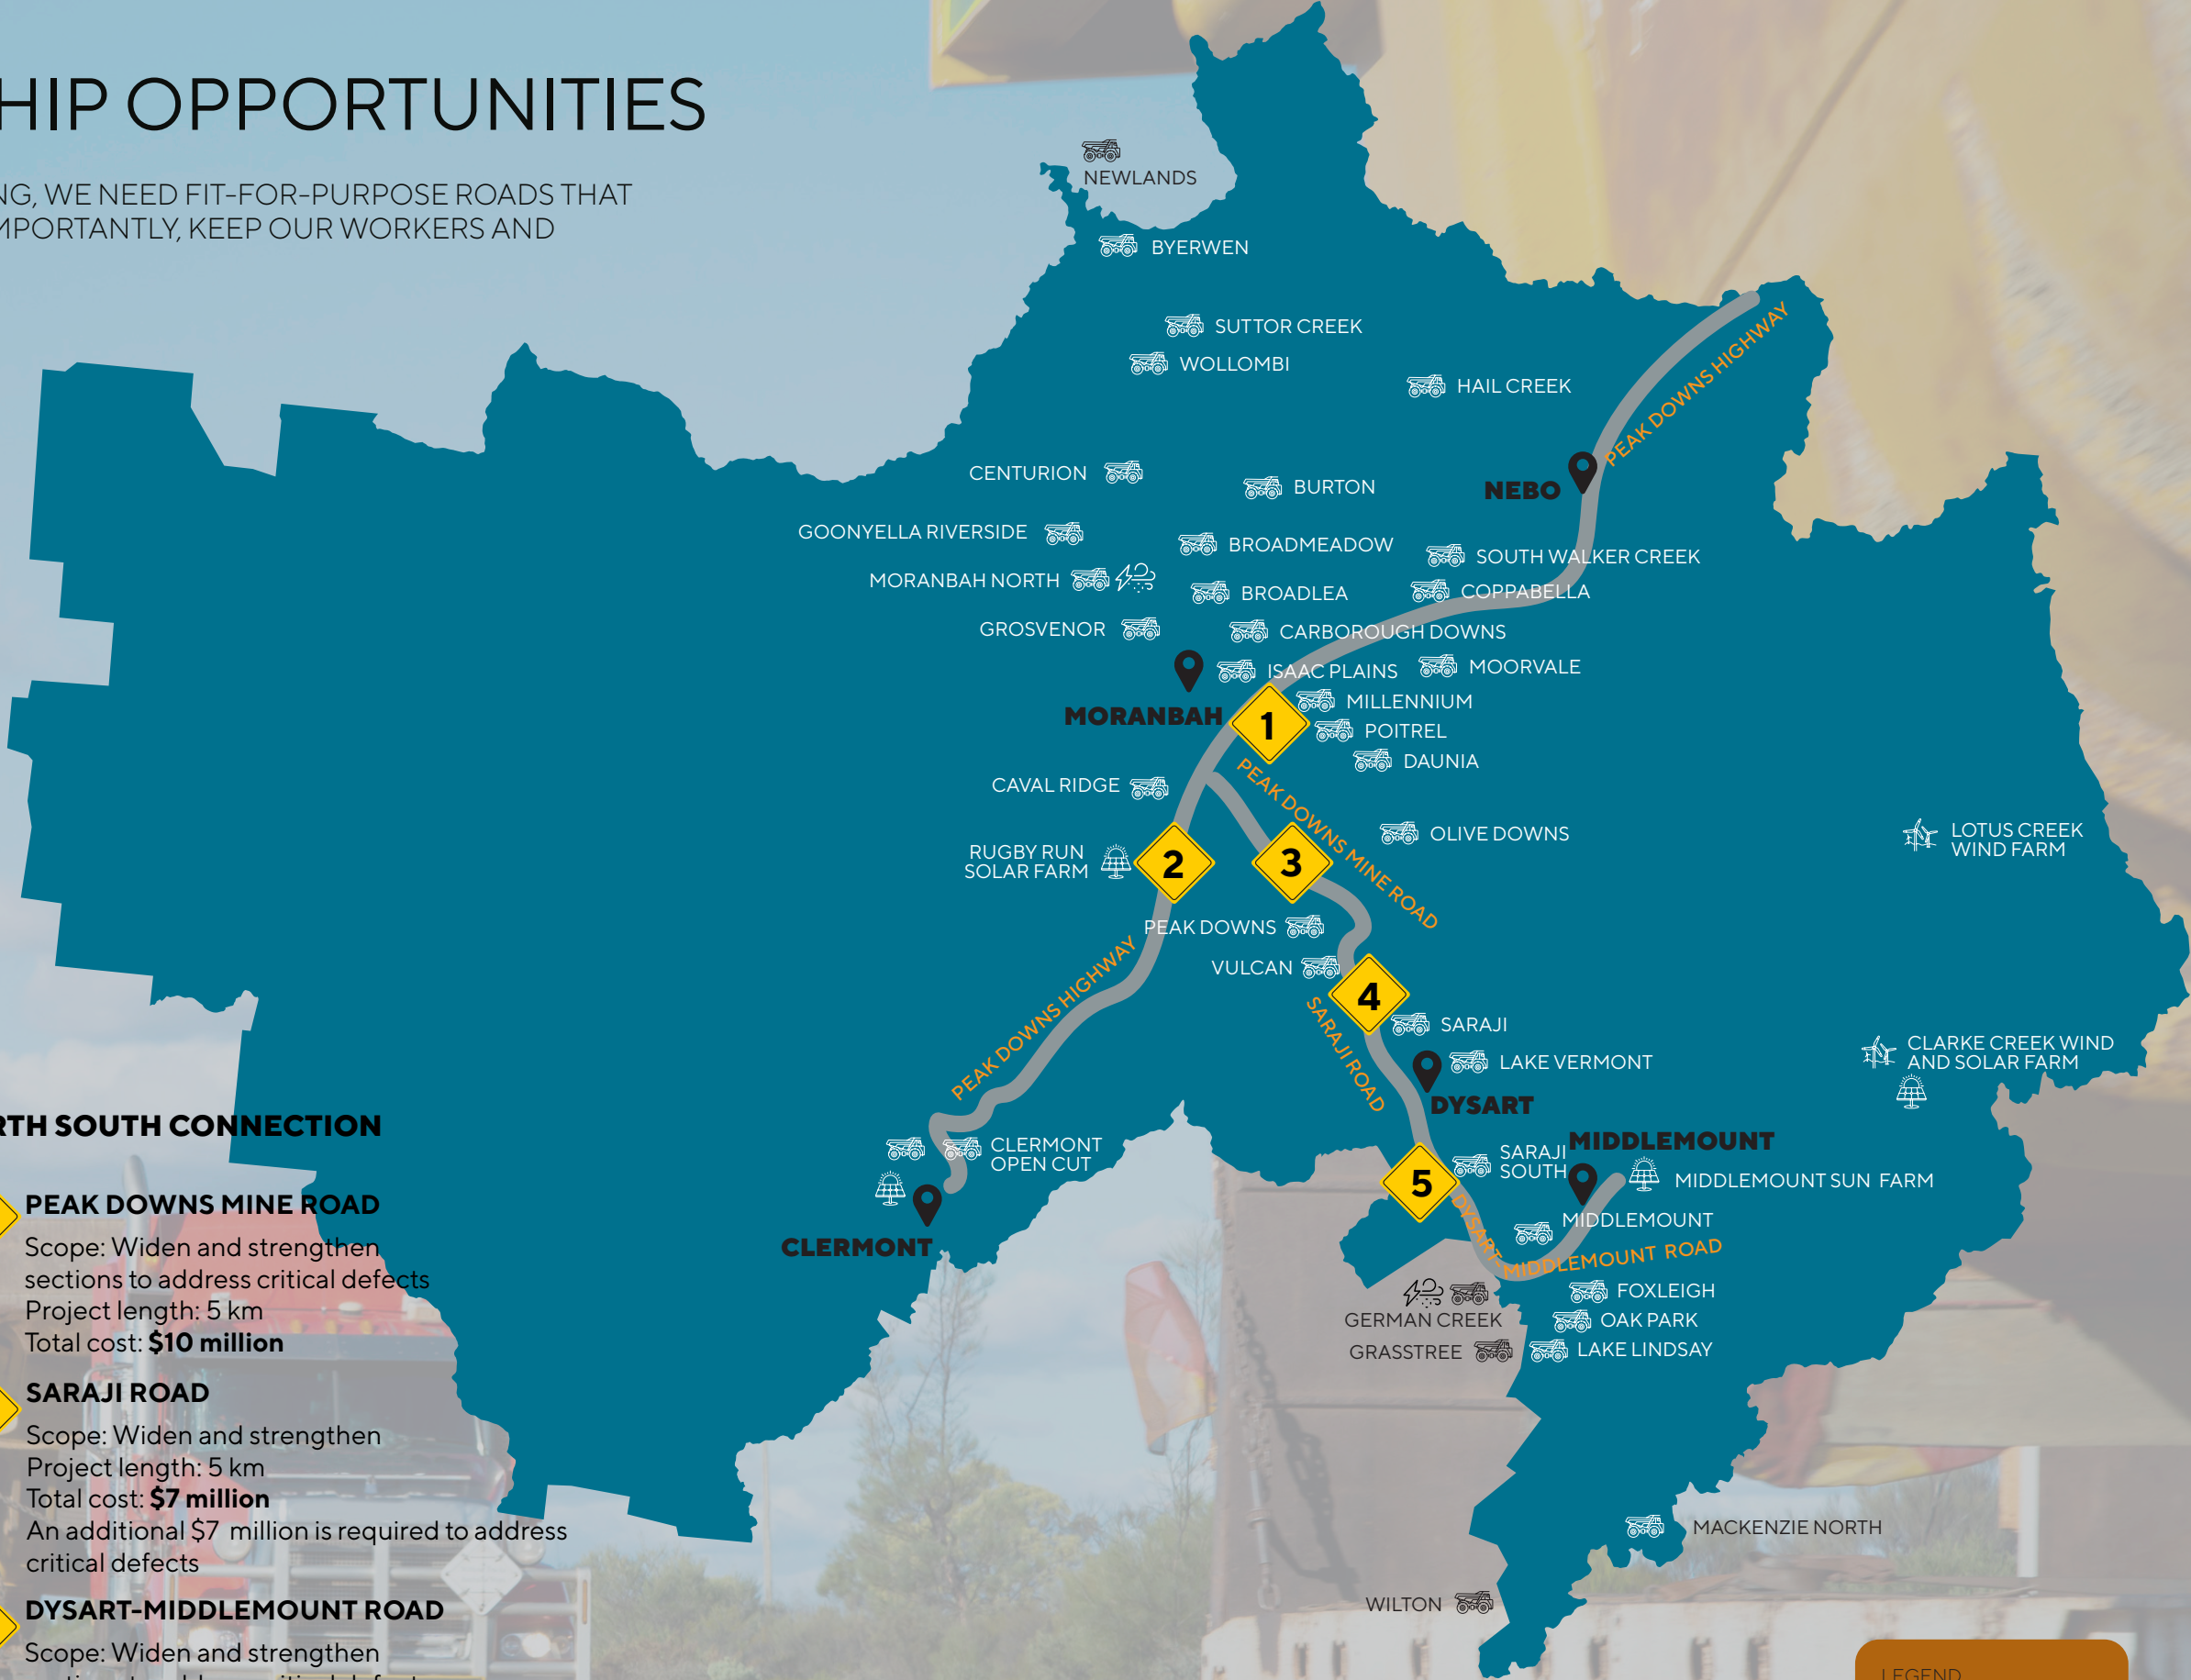 HIP OPPORTUNITIES
NG, WE NEED FIT-FOR-PURPOSE ROADS THAT
MPORTANTLY, KEEP OUR WORKERS AND
NEWLANDS
BYERWEN
SUTTOR CREEK
WOLLOMBI
HAIL CREEK
PEAK DOWNS HIGHWAY
CENTURION
BURTON
NEBO
GOONYELLA RIVERSIDE
BROADMEADOW
SOUTH WALKER CREEK
MORANBAH NORTH
BROADLEA
COPPABELLA
GROSVENOR
CARBOROUGH DOWNS
ISAAC PLAINS
MOORVALE
MORANBAH
1
MILLENNIUM
POITREL
DAUNIA
CAVAL RIDGE
PEAK DOWNS MINE ROAD
OLIVE DOWNS
LOTUS CREEK
WIND FARM
RUGBY RUN
SOLAR FARM
2
3
PEAK DOWNS
VULCAN
4
PEAK DOWNS HIGHWAY
SARAJI ROAD
SARAJI
CLARKE CREEK WIND
AND SOLAR FARM
LAKE VERMONT
DYSART
CLERMONT
OPEN CUT
CLERMONT
5
SARAJI
SOUTH
MIDDLEMOUNT
MIDDLEMOUNT SUN FARM
MIDDLEMOUNT
DYSART-MIDDLEMOUNT ROAD
FOXLEIGH
GERMAN CREEK
OAK PARK
GRASSTREE
LAKE LINDSAY
MACKENZIE NORTH
WILTON
RTH SOUTH CONNECTION
PEAK DOWNS MINE ROAD
Scope: Widen and strengthen
sections to address critical defects
Project length: 5 km
Total cost: $10 million
SARAJI ROAD
Scope: Widen and strengthen
Project length: 5 km
Total cost: $7 million
An additional $7 million is required to address
critical defects
DYSART-MIDDLEMOUNT ROAD
Scope: Widen and strengthen
LEGEND